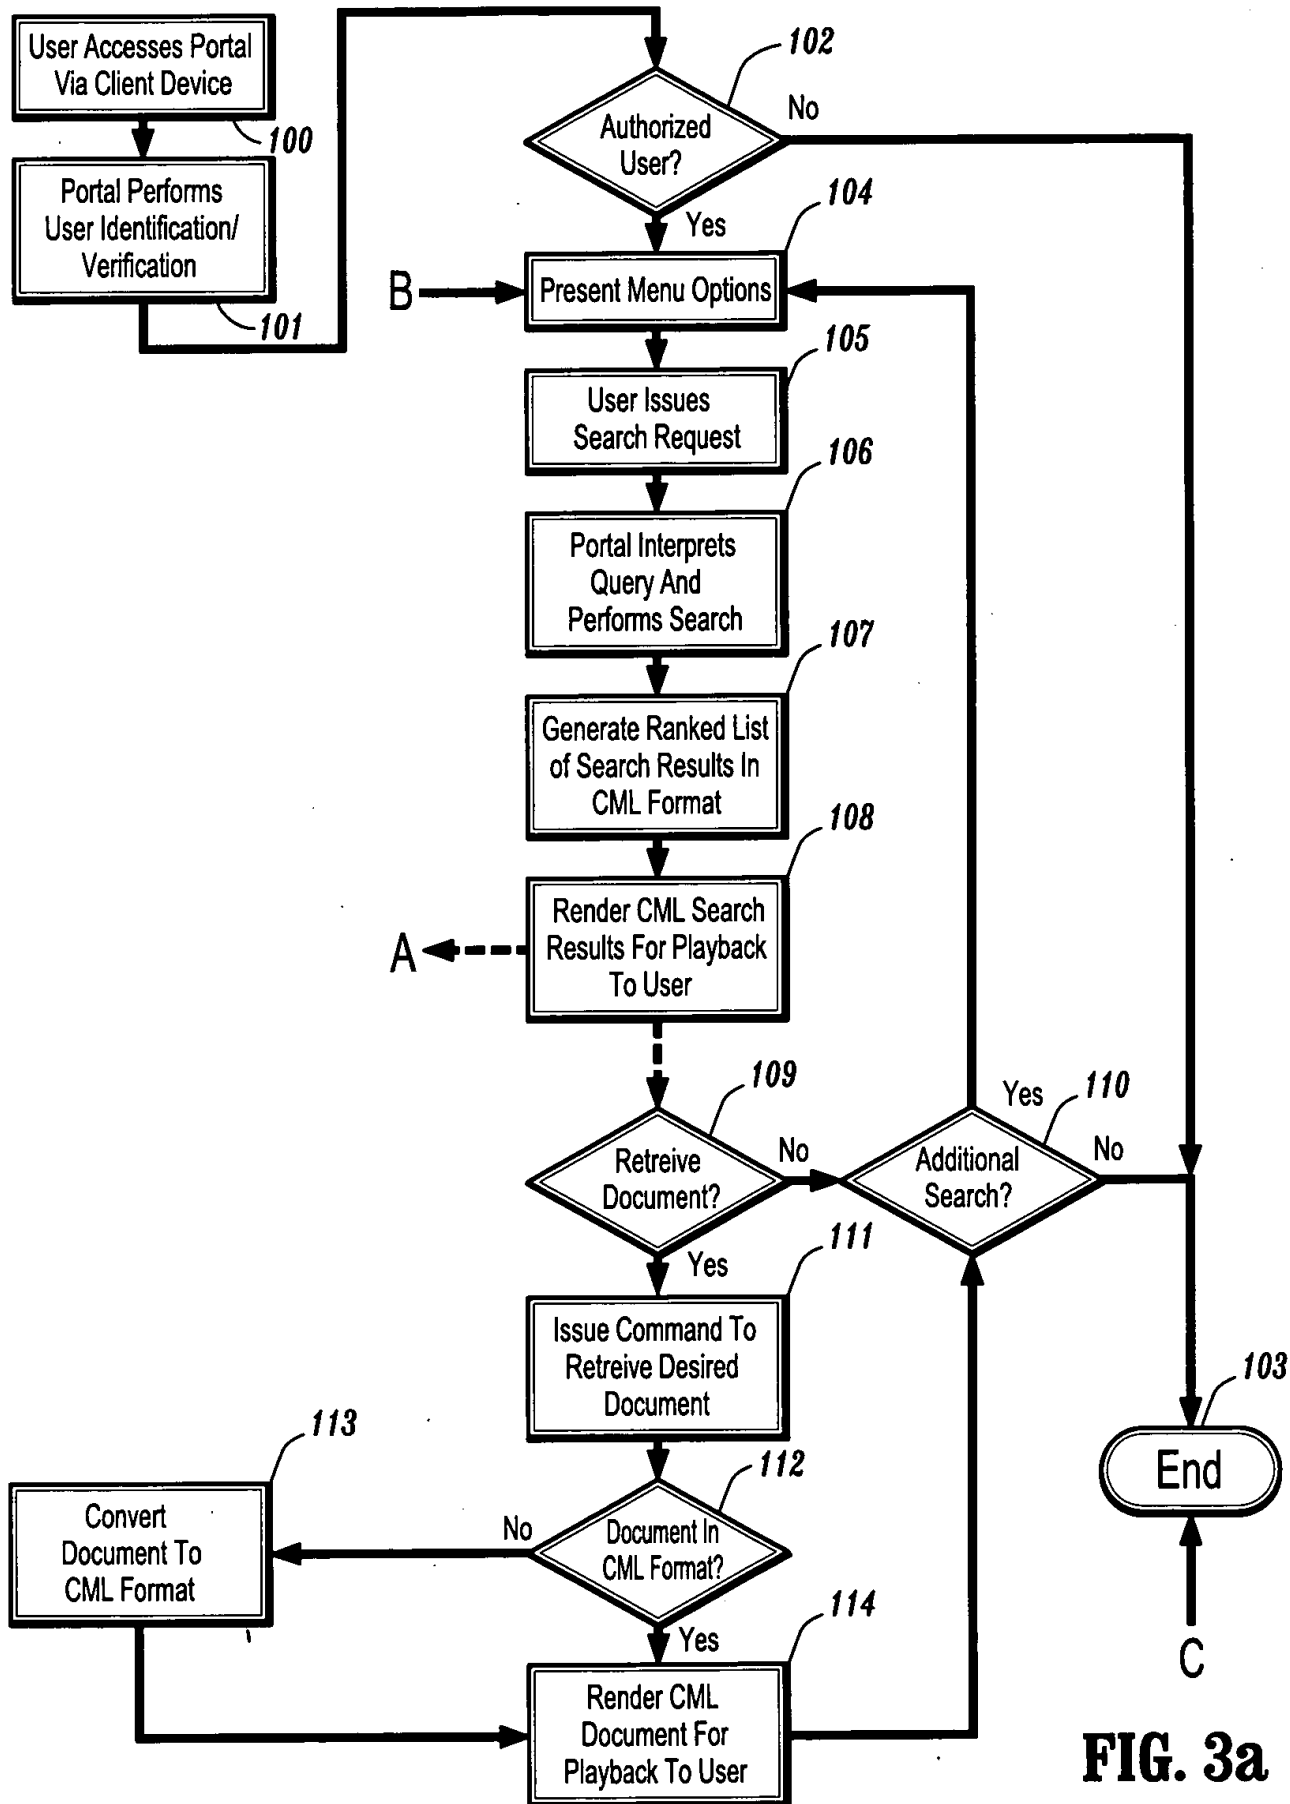 User Accesses Portal
Via Client Device
100
Portal Performs
User Identification/
Verification
101
102
Authorized
User?
No
Yes
104
B
Present Menu Options
105
User Issues
Search Request
106
Portal Interprets
Query And
Performs Search
107
Generate Ranked List
of Search Results In
CML Format
108
Render CML Search
Results For Playback
To User
A
109
Retreive
Document?
No
Yes
110
Additional
Search?
Yes
No
111
Issue Command To
Retreive Desired
Document
103
End
C
112
Document In
CML Format?
No
Yes
113
Convert
Document To
CML Format
114
Render CML
Document For
Playback To User
FIG. 3a